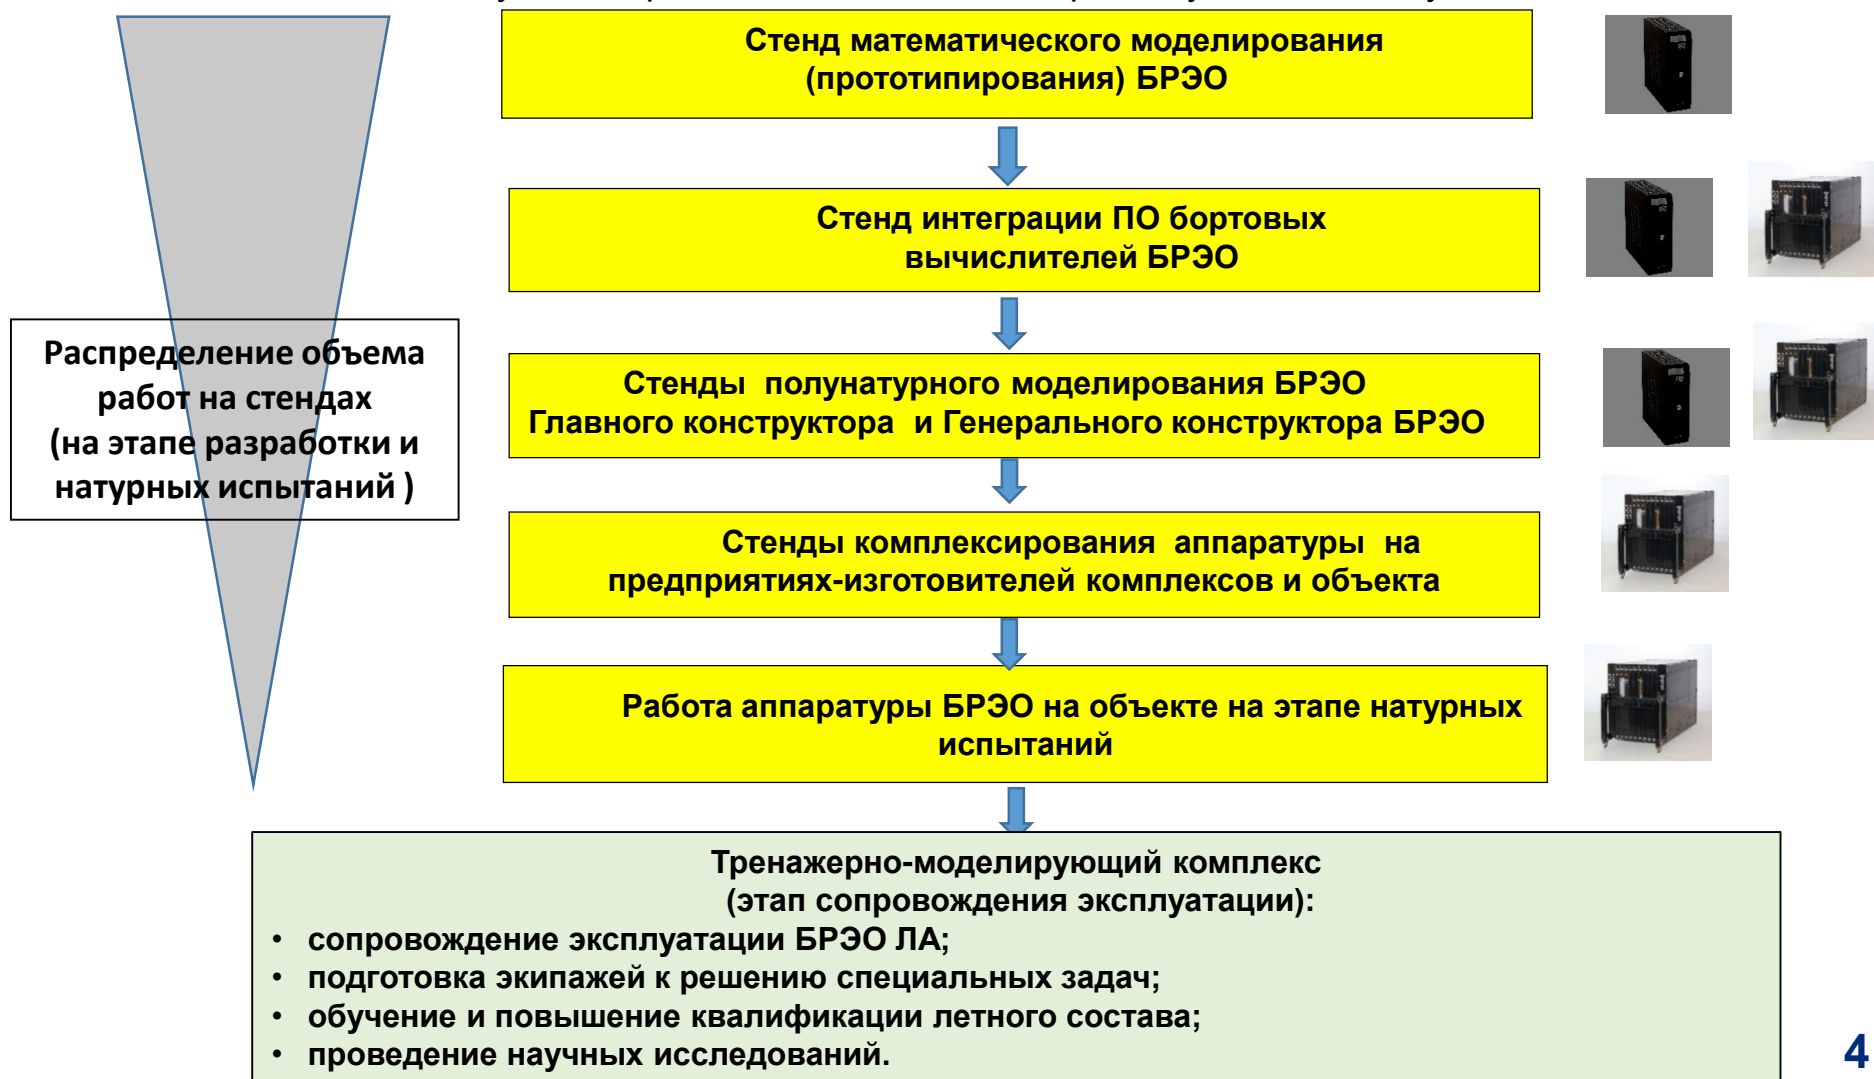 Стенд математического моделирования
(прототипирования) БРЭО
Стенд интеграции ПО бортовых
вычислителей БРЭО
Распределение объема
работ на стендах
(на этапе разработки и
натурных испытаний )
Стенды полунатурного моделирования БРЭО
Главного конструктора и Генерального конструктора БРЭО
Стенды комплексирования аппаратуры на
предприятиях-изготовителей комплексов и объекта
Работа аппаратуры БРЭО на объекте на этапе натурных
испытаний
Тренажерно-моделирующий комплекс
(этап сопровождения эксплуатации):
• сопровождение эксплуатации БРЭО ЛА;
• подготовка экипажей к решению специальных задач;
• обучение и повышение квалификации летного состава;
• проведение научных исследований.
4